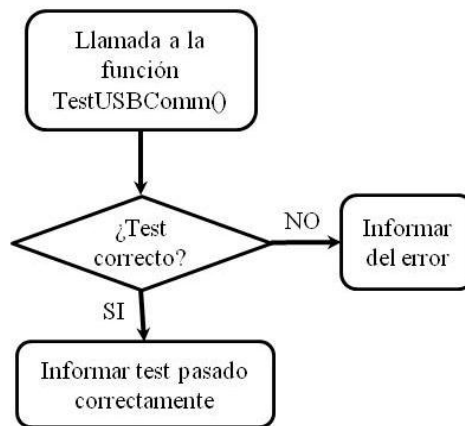 Llamada a la
función
TestUSBComm()
¿Test
correcto?
NO
Informar
del error
SI
Informar test pasado
correctamente